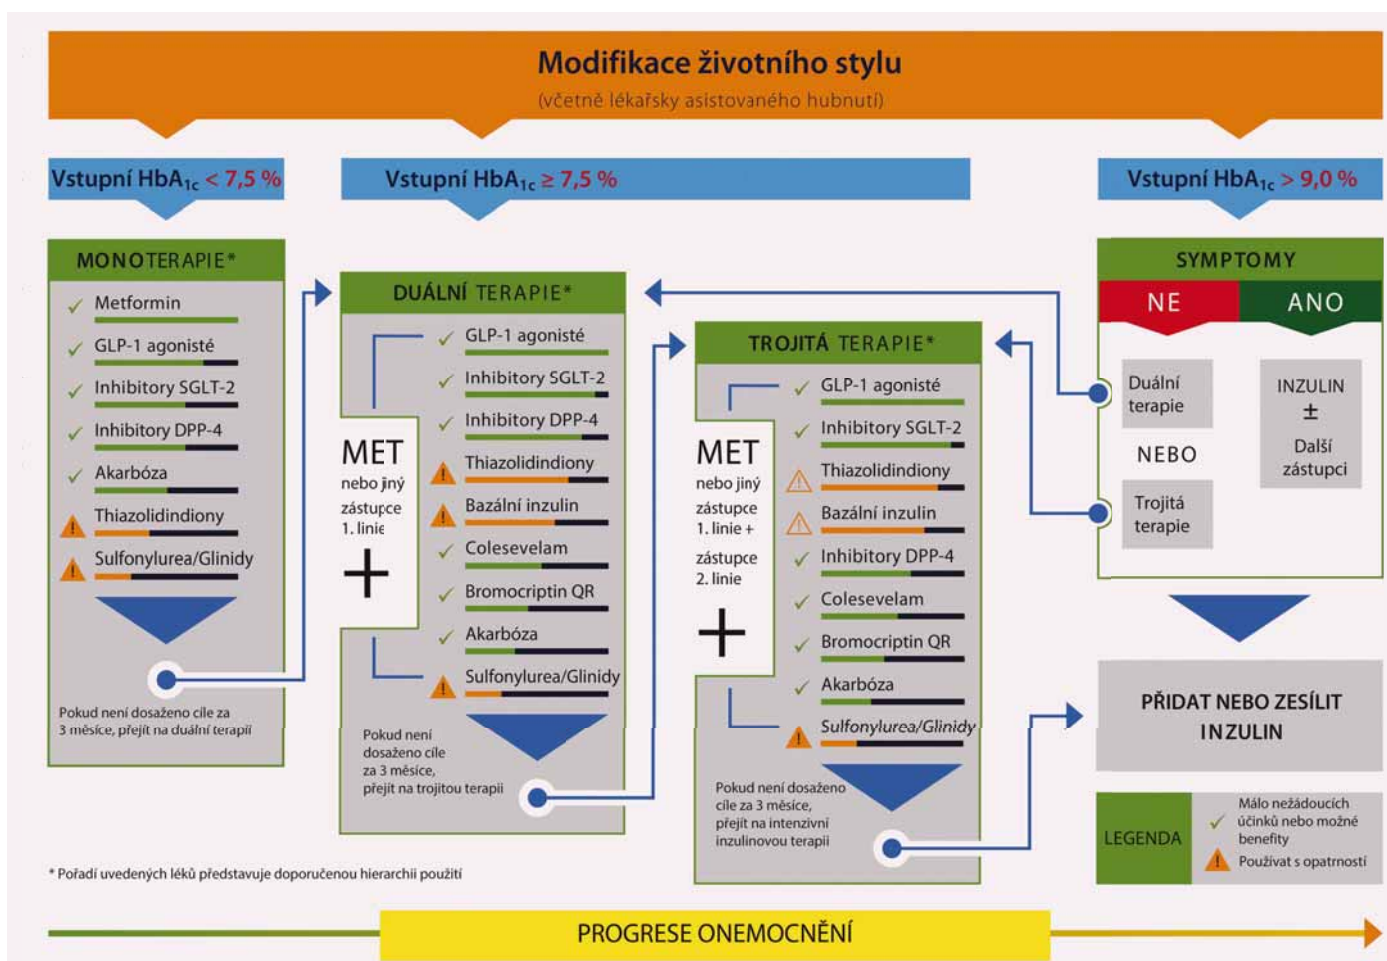 Modifikace životního stylu
(včetně lékařsky asistovaného hubnutí)
Vstupní HbA1c < 7,5 %
Vstupní HbA1c ≥ 7,5 %
Vstupní HbA1c > 9,0 %
MONOTERAPIE*
Metformin
GLP-1 agonisté
Inhibitory SGLT-2
Inhibitory DPP-4
Akarbóza
! Thiazolidindiony
! Sulfonylurea/Glinidy
Pokud není dosaženo cíle za
3 měsíce, přejít na duální terapii
DUÁLNÍ TERAPIE*
MET
nebo jiný
zástupce
1. linie
+
GLP-1 agonisté
Inhibitory SGLT-2
Inhibitory DPP-4
! Thiazolidindiony
! Bazální inzulin
Colesevelam
Bromocriptin QR
Akarbóza
! Sulfonylurea/Glinidy
Pokud není
dosaženo cíle
za 3 měsíce,
přejít na trojitou terapii
TROJITÁ TERAPIE*
MET
nebo jiný
zástupce
1. linie +
zástupce
2. linie
+
GLP-1 agonisté
Inhibitory SGLT-2
! Thiazolidindiony
! Bazální inzulin
Inhibitory DPP-4
Colesevelam
Bromocriptin QR
Akarbóza
! Sulfonylurea/Glinidy
Pokud není dosaženo
cíle za 3 měsíce,
přejít na intenzivní
inzulinovou terapii
SYMPTOMY
NE
ANO
Duální
terapie
NEBO
Trojitá
terapie
INZULIN
±
Další
zástupci
PŘIDAT NEBO ZESÍLIT
INZULIN
LEGENDA
Málo nežádoucích
účinků nebo možné
benefity
! Používat s opatrností
* Pořadí uvedených léků představuje doporučenou hierarchii použití
PROGRESE ONEMOCNĚNÍ